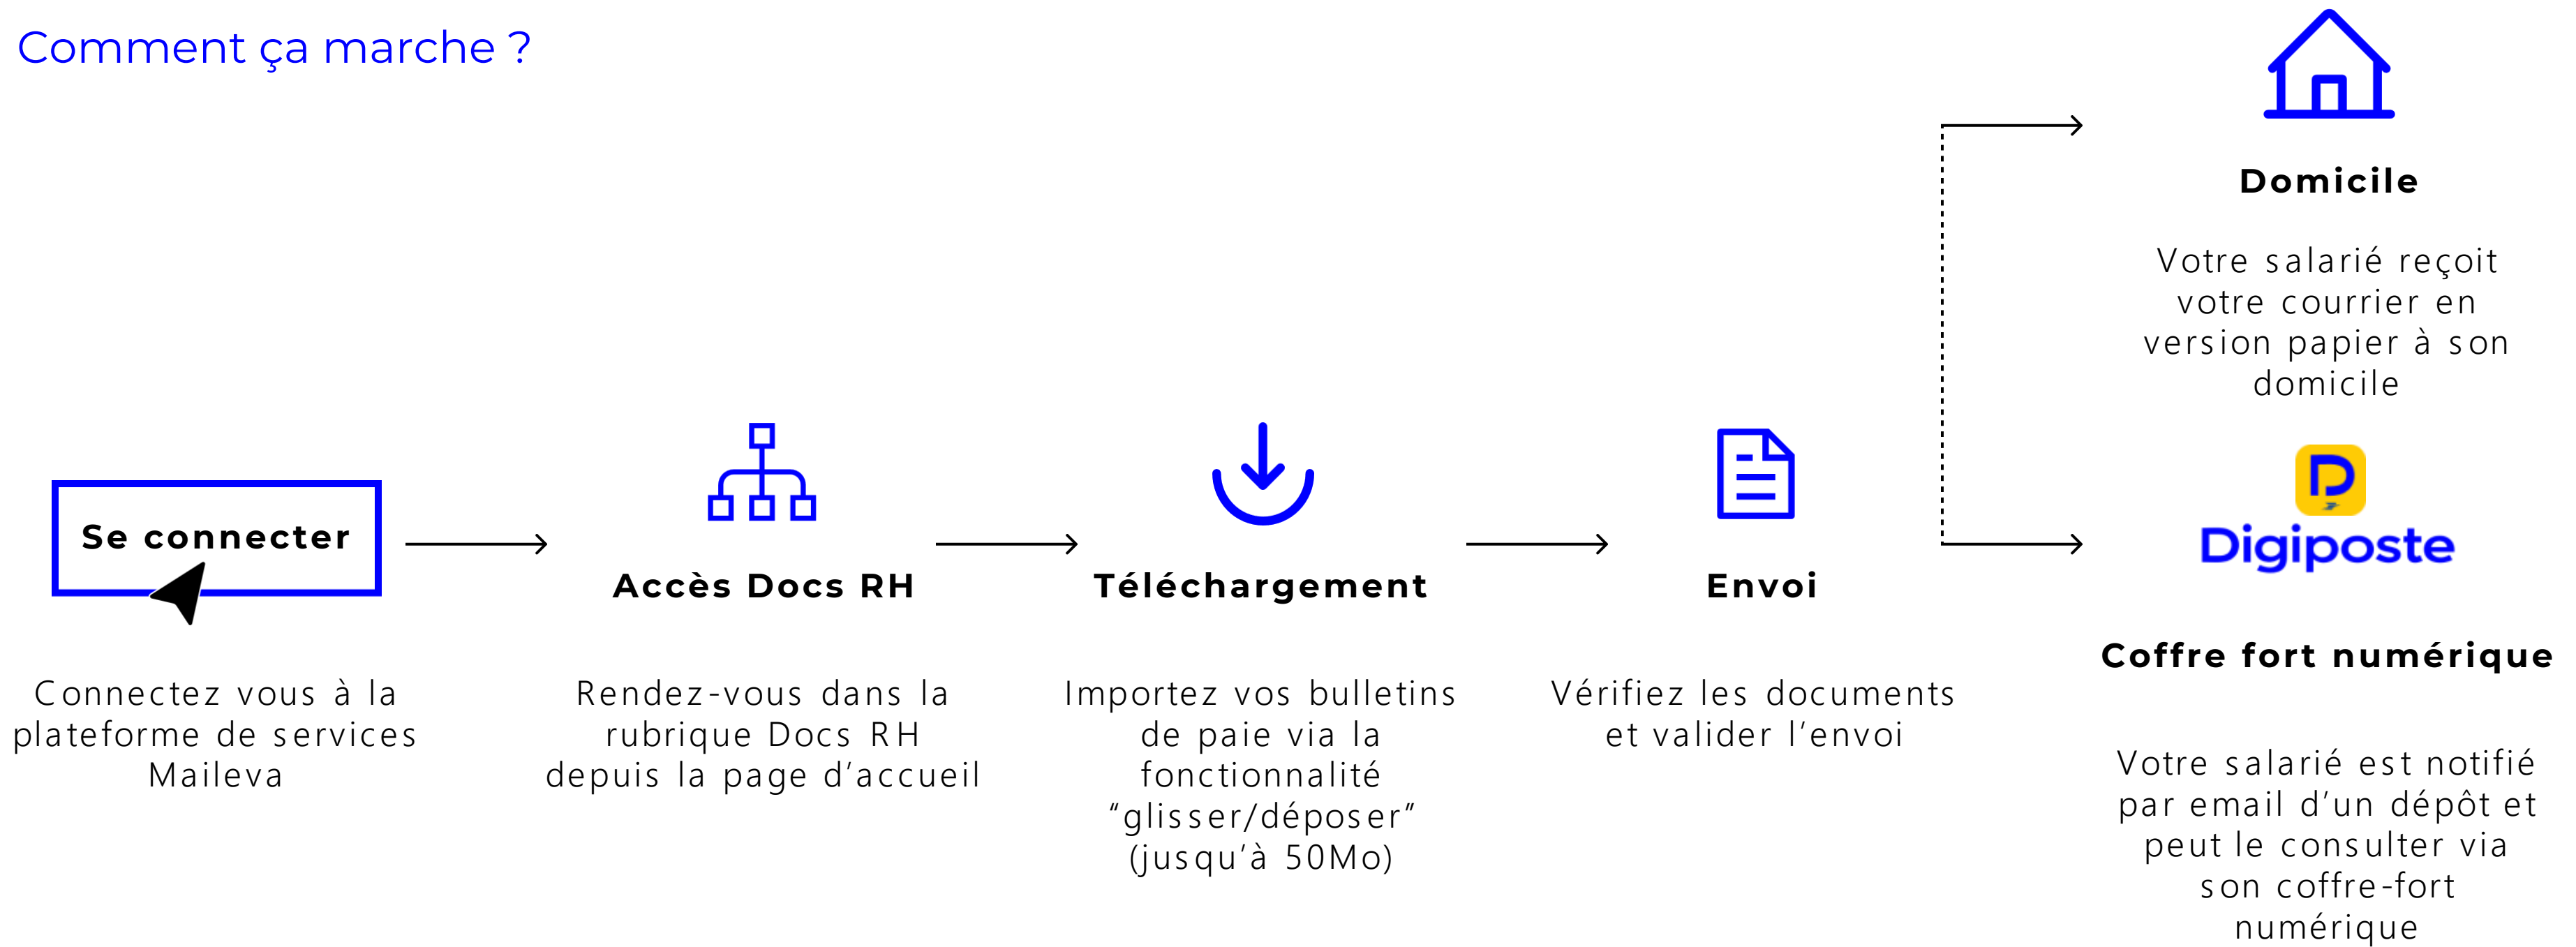 Comment ça marche ?
Se connecter
Connectez vous à la
plateforme de services
Maileva
Accès Docs RH
Rendez-vous dans la
rubrique Docs RH
depuis la page d’accueil
Téléchargement
Importez vos bulletins
de paie via la
fonctionnalité
“glisser/déposer”
(jusqu’à 50Mo)
Envoi
Vérifiez les documents
et valider l’envoi
Domicile
Votre salarié reçoit
votre courrier en
version papier à son
domicile
Digiposte
Coffre fort numérique
Votre salarié est notifié
par email d’un dépôt et
peut le consulter via
son coffre-fort
numérique